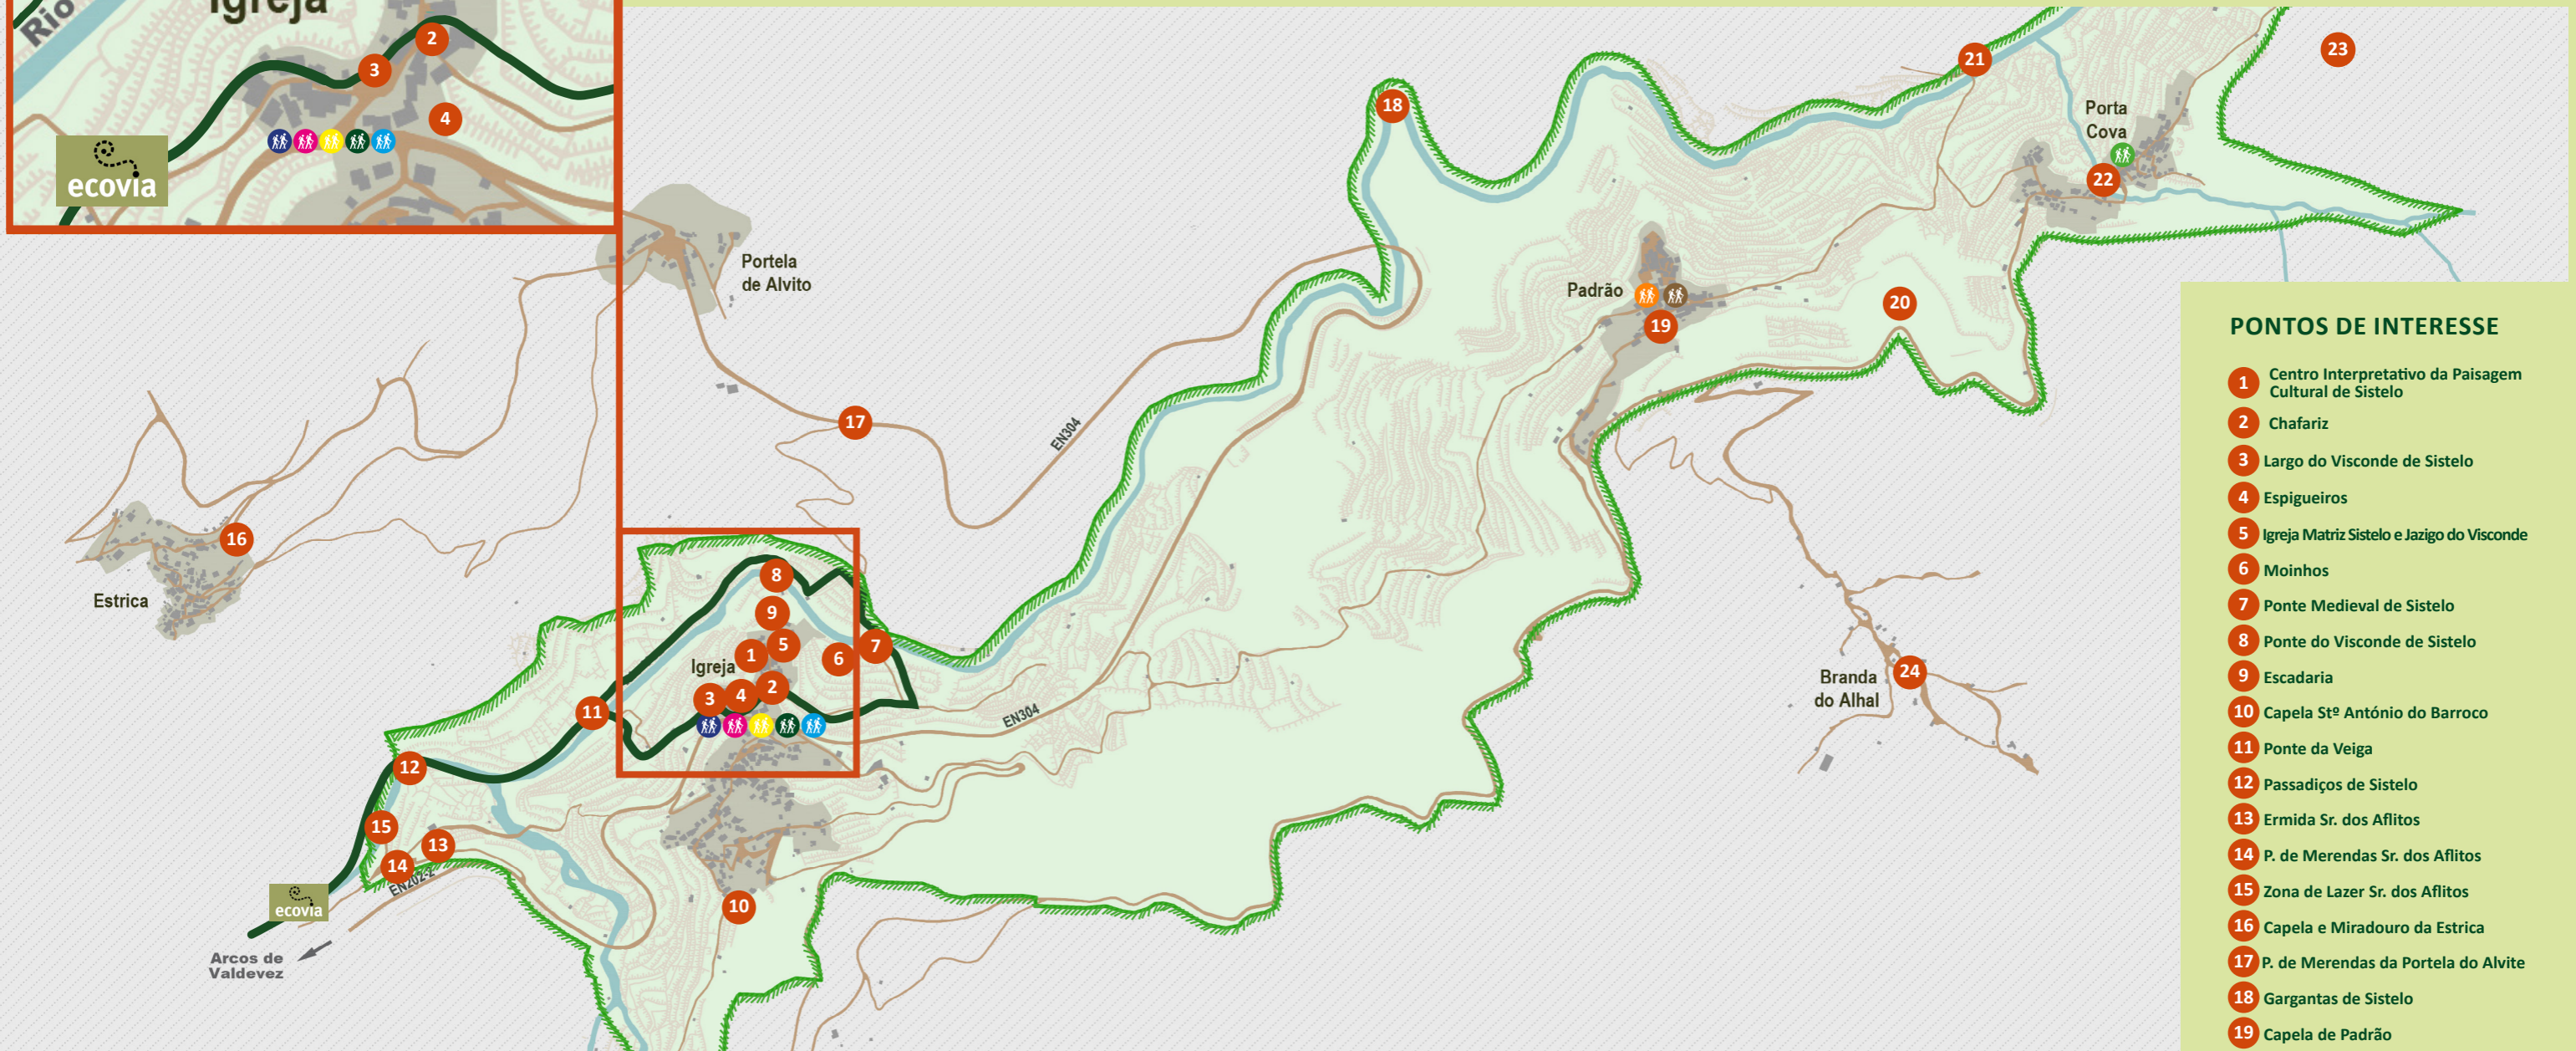 Igreja
Rio
2
3
4
ecovia
Portela
de Alvito
17
EN304
16
Estrica
18
21
23
Porta
Cova
22
Padrão
19
20
8
9
5
1
Igreja
6
7
3
4
2
11
EN304
12
15
13
14
EN202-2
ecovia
Arcos de
Valdevez
10
Branda
do Alhal
24
PONTOS DE INTERESSE
1 Centro Interpretativo da Paisagem
Cultural de Sistelo
2 Chafariz
3 Largo do Visconde de Sistelo
4 Espigueiros
5 Igreja Matriz Sistelo e Jazigo do Visconde
6 Moinhos
7 Ponte Medieval de Sistelo
8 Ponte do Visconde de Sistelo
9 Escadaria
10 Capela Stº António do Barroco
11 Ponte da Veiga
12 Passadiços de Sistelo
13 Ermida Sr. dos Aflitos
14 P. de Merendas Sr. dos Aflitos
15 Zona de Lazer Sr. dos Aflitos
16 Capela e Miradouro da Estrica
17 P. de Merendas da Portela do Alvite
18 Gargantas de Sistelo
19 Capela de Padrão